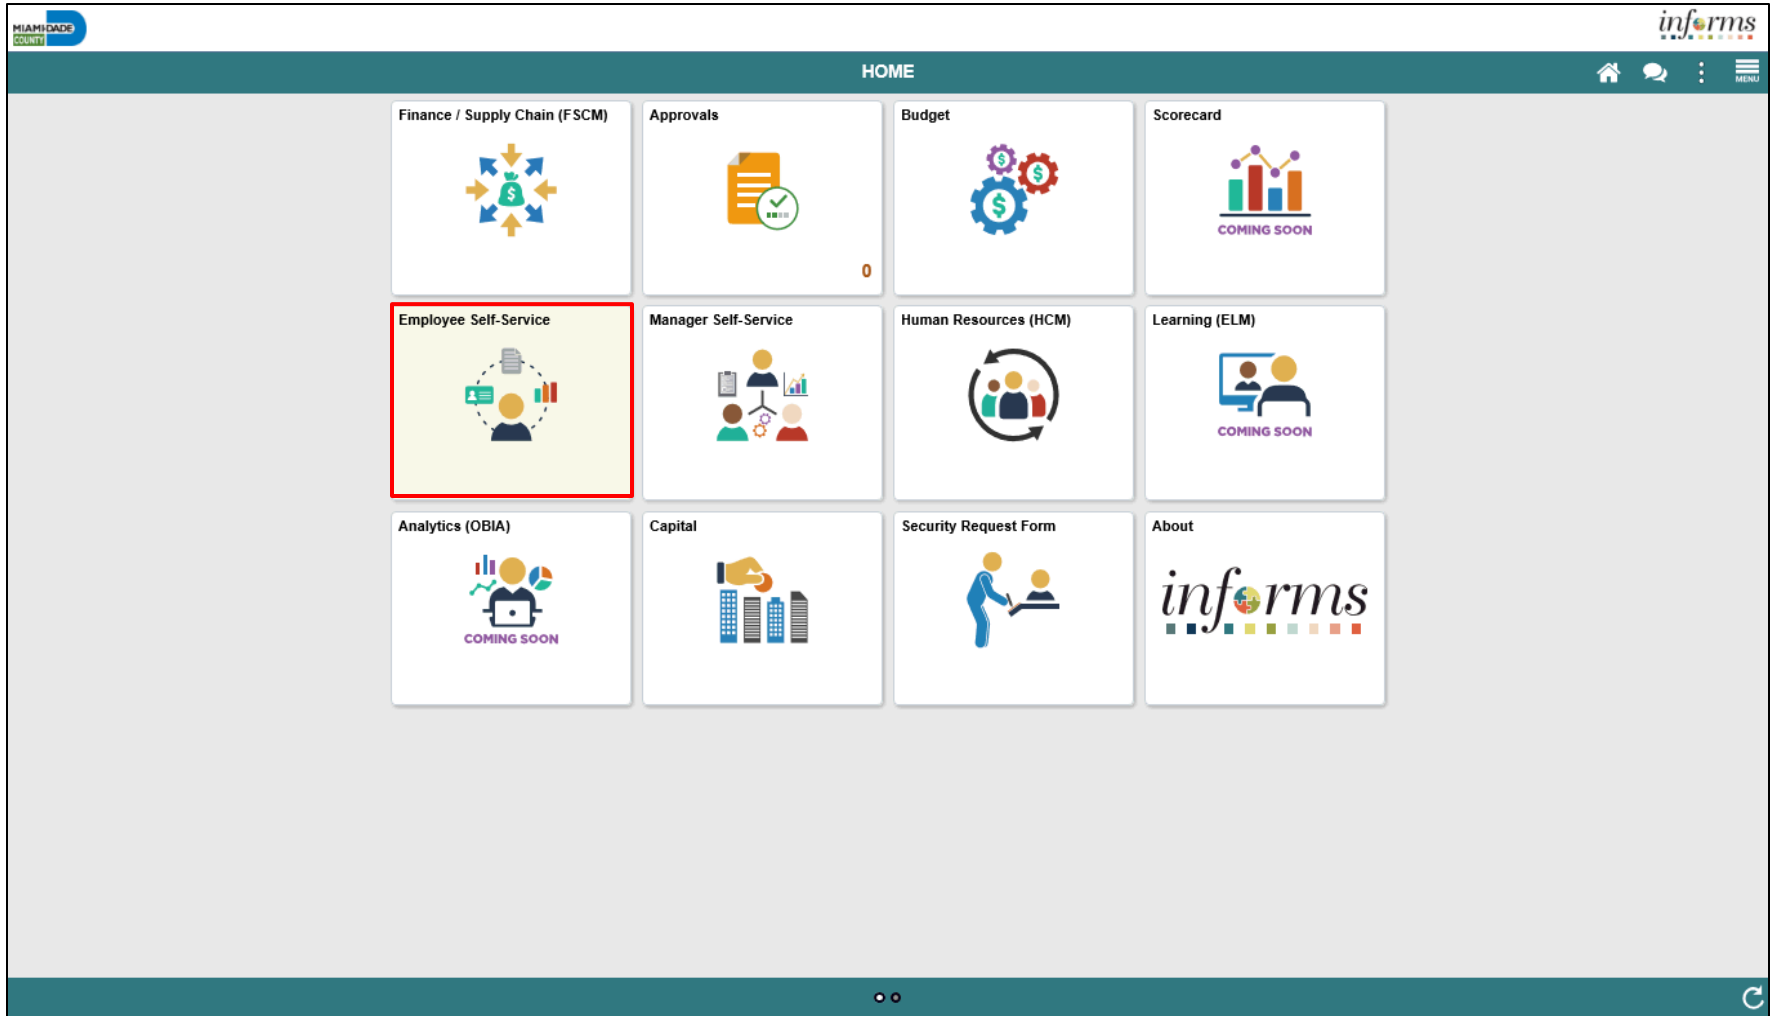 MIAMI-DADE
COUNTY
informs
HOME
MENU
Finance / Supply Chain (FSCM)
Approvals
Budget
Scorecard
$
$
$
$
COMING SOON
0
Employee Self-Service
Manager Self-Service
Human Resources (HCM)
Learning (ELM)
COMING SOON
Analytics (OBIA)
Capital
Security Request Form
About
informs
COMING SOON